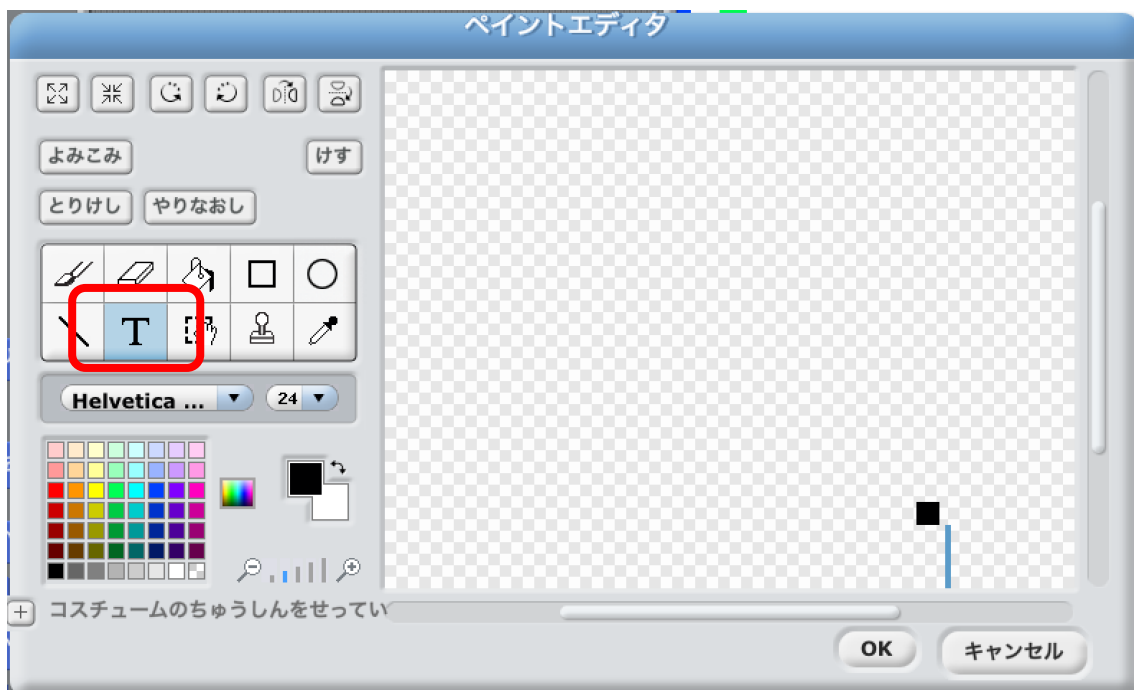 ペイントエディタ
よみこみ
けす
とりけし
やりなおし
T
Helvetica ...
24
コスチュームのちゅうしんをせってい
OK
キャンセル